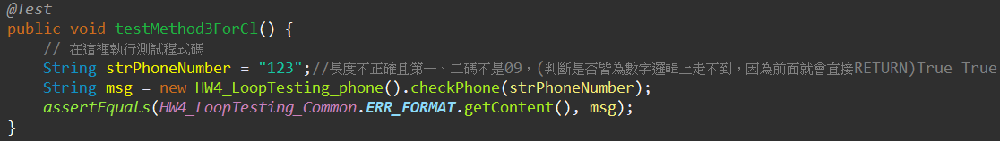 @Test
public void testMethod3ForCl() {
// 在這裡執行測試程式碼
String strPhoneNumber = "123";//長度不正確且第一、二碼不是09，(判斷是否皆為數字邏輯上走不到，因為前面就會直接RETURN)True True
String msg = new HW4_LoopTesting_phone().checkPhone(strPhoneNumber);
assertEquals(HW4_LoopTesting_Common.ERR_FORMAT.getContent(), msg);
}